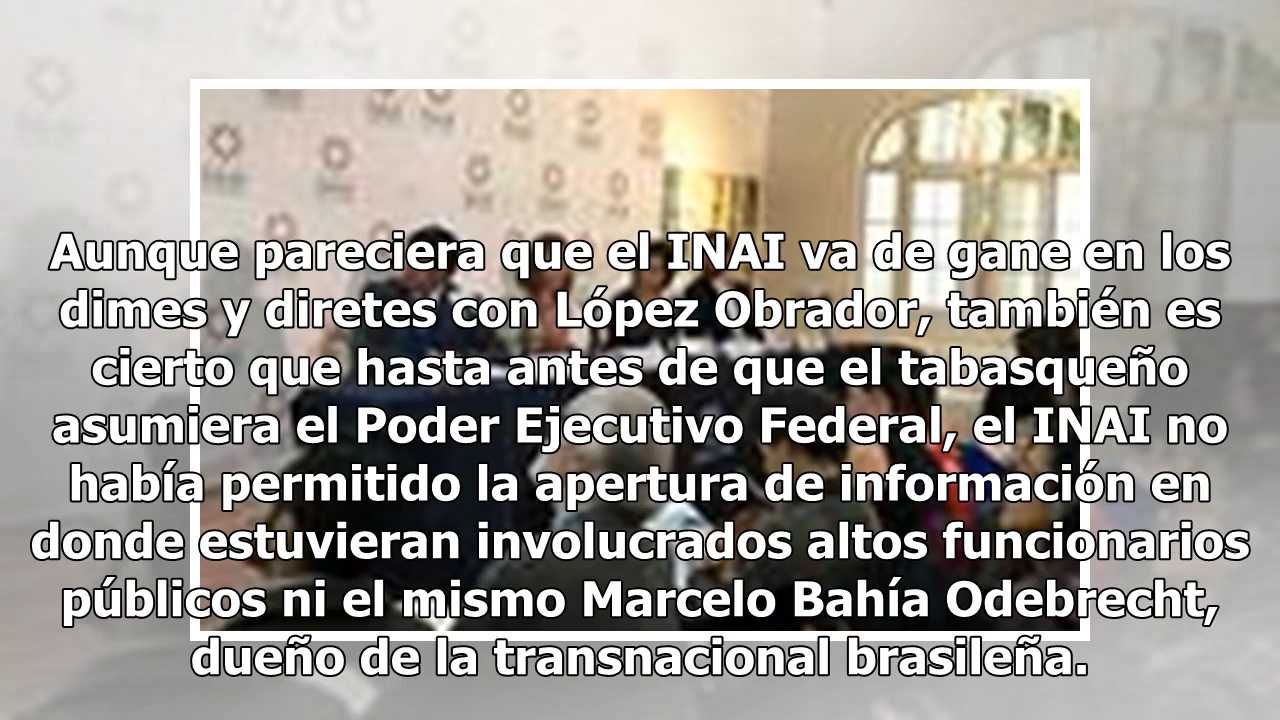 Aunque pareciera que el INAI va de gane en los
dimes y diretes con López Obrador, también es
cierto que hasta antes de que el tabasqueño
asumiera el Poder Ejecutivo Federal, el INAI no
había permitido la apertura de información en
donde estuvieran involucrados altos funcionarios
públicos ni el mismo Marcelo Bahía Odebrecht,
dueño de la transnacional brasileña.